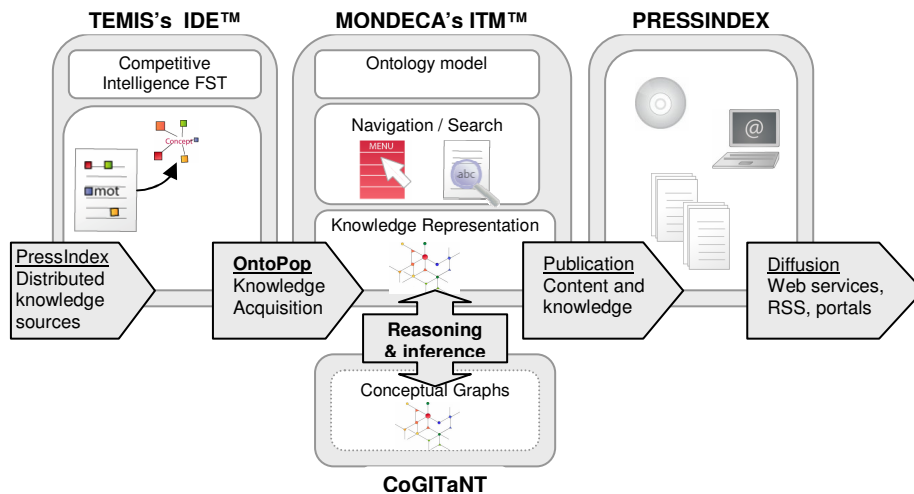 TEMIS's IDE™
MONDECA's ITM™
PRESSINDEX
Competitive
Intelligence FST
Concept
mot
Ontology model
Navigation / Search
MENU
abc
Knowledge Representation
@
PressIndex
Distributed
knowledge
sources
OntoPop
Knowledge
Acquisition
Publication
Content and
knowledge
Diffusion
Web services,
RSS, portals
Reasoning
& inference
Conceptual Graphs
CoGITaNT